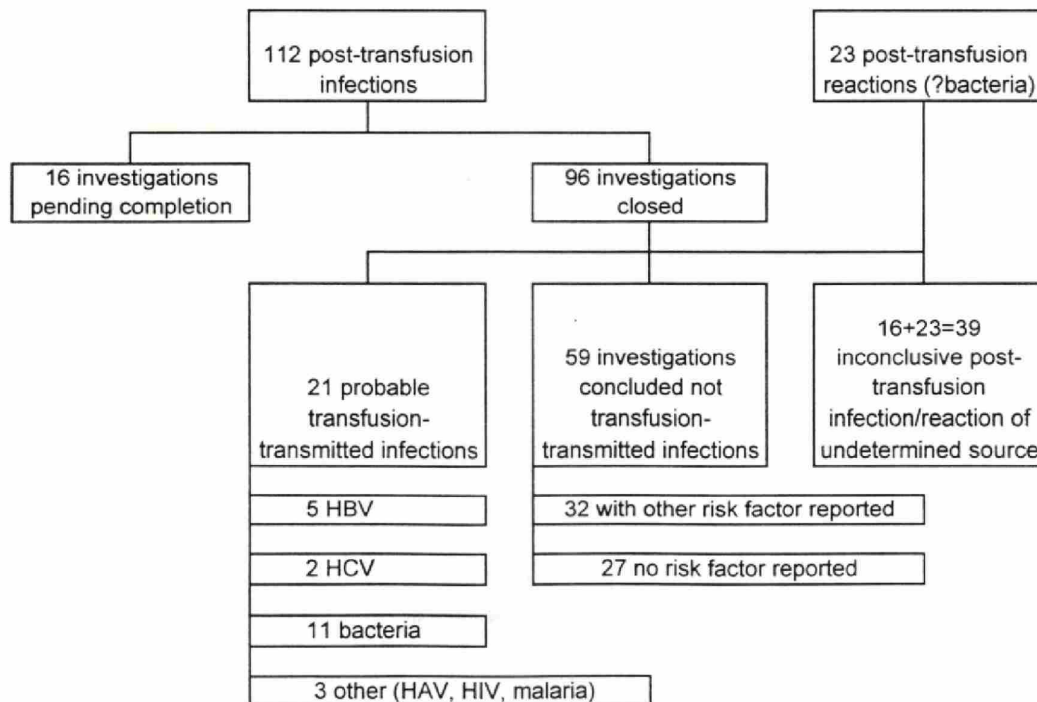 112 post-transfusion
infections
23 post-transfusion
reactions (?bacteria)
16 investigations
pending completion
96 investigations
closed
21 probable
transfusion-
transmitted infections
59 investigations
concluded not
transfusion-
transmitted infections
16+23=39
inconclusive post-
transfusion
infection/reaction of
undetermined source
5 HBV
32 with other risk factor reported
2 HCV
27 no risk factor reported
11 bacteria
3 other (HAV, HIV, malaria)